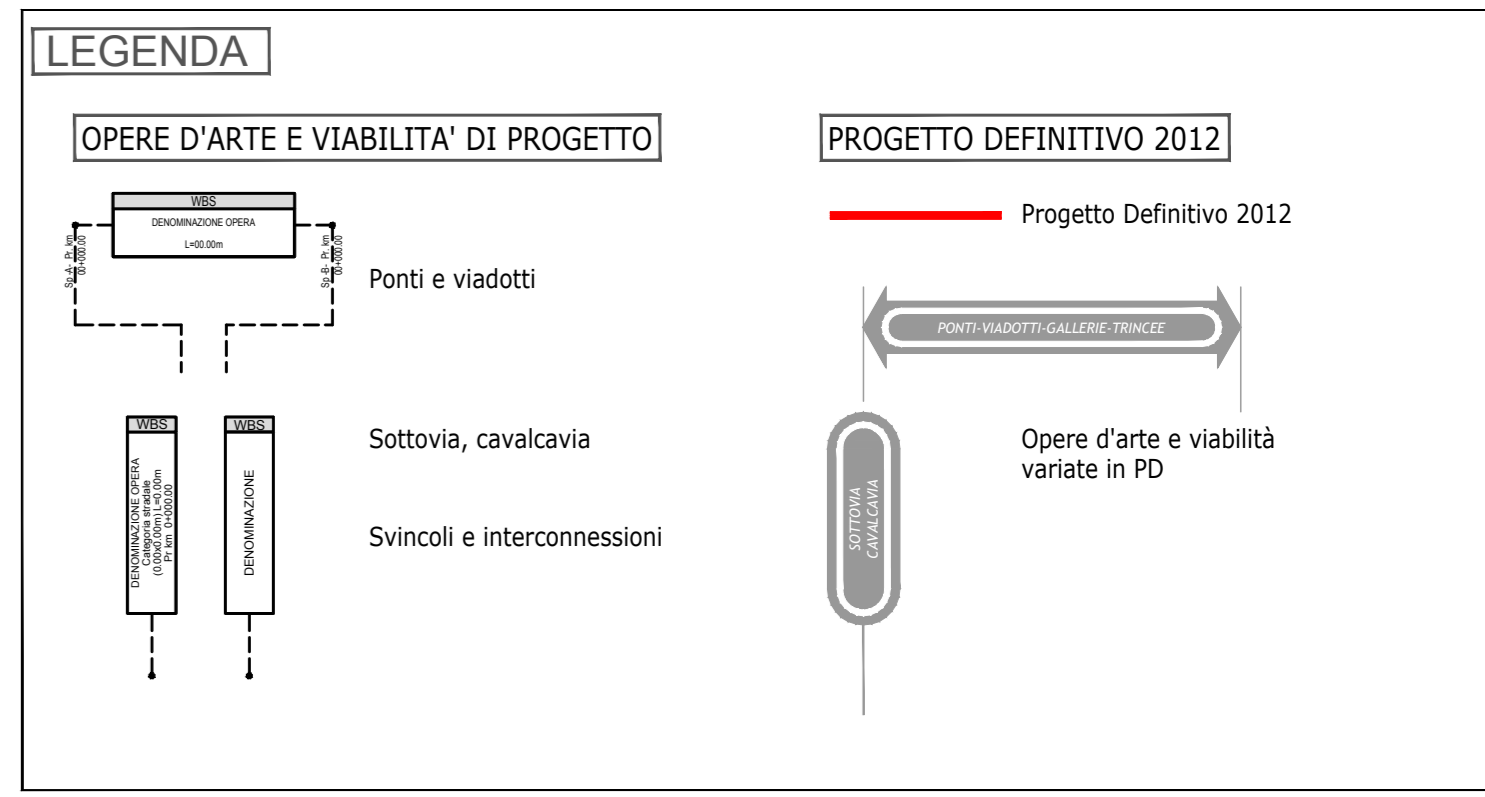 LEGENDA
OPERE D'ARTE E VIABILITA' DI PROGETTO
WBS
DENOMINAZIONE OPERA
L=00.00m
Sp-A- Pr. km
00+000.00
Sp-B- Pr. km
00+000.00
Ponti e viadotti
WBS
DENOMINAZIONE OPERA
Categoria stradale
(0.00x0.00m) L=0.00m
Pr km 0+000.00
WBS
DENOMINAZIONE
Sottovia, cavalcavia
Svincoli e interconnessioni
PROGETTO DEFINITIVO 2012
Progetto Definitivo 2012
PONTI-VIADOTTI-GALLERIE-TRINCEE
SOTTOVIA
CAVALCAVIA
Opere d'arte e viabilità
variate in PD